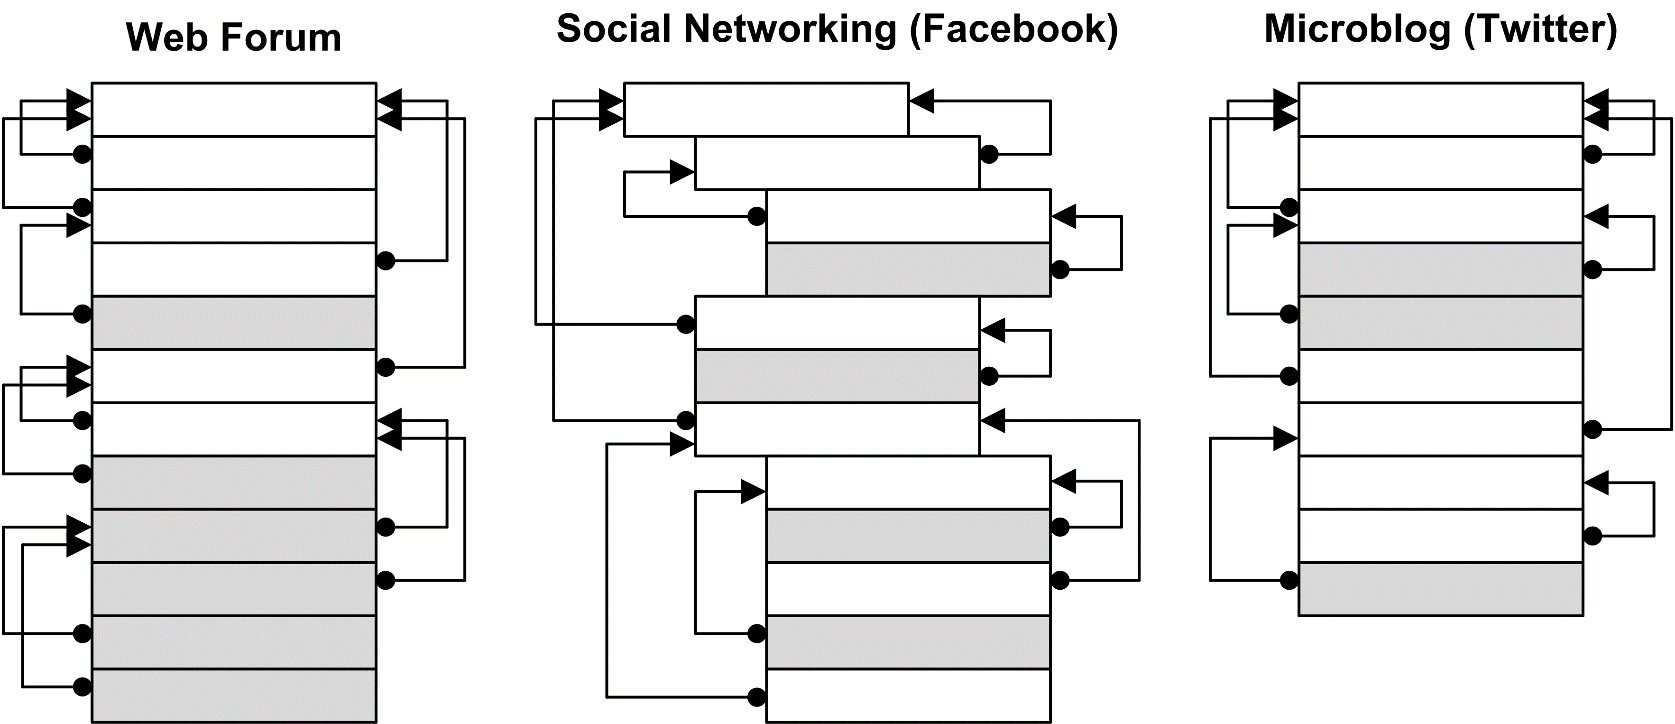 Web Forum
Social Networking (Facebook)
Microblog (Twitter)